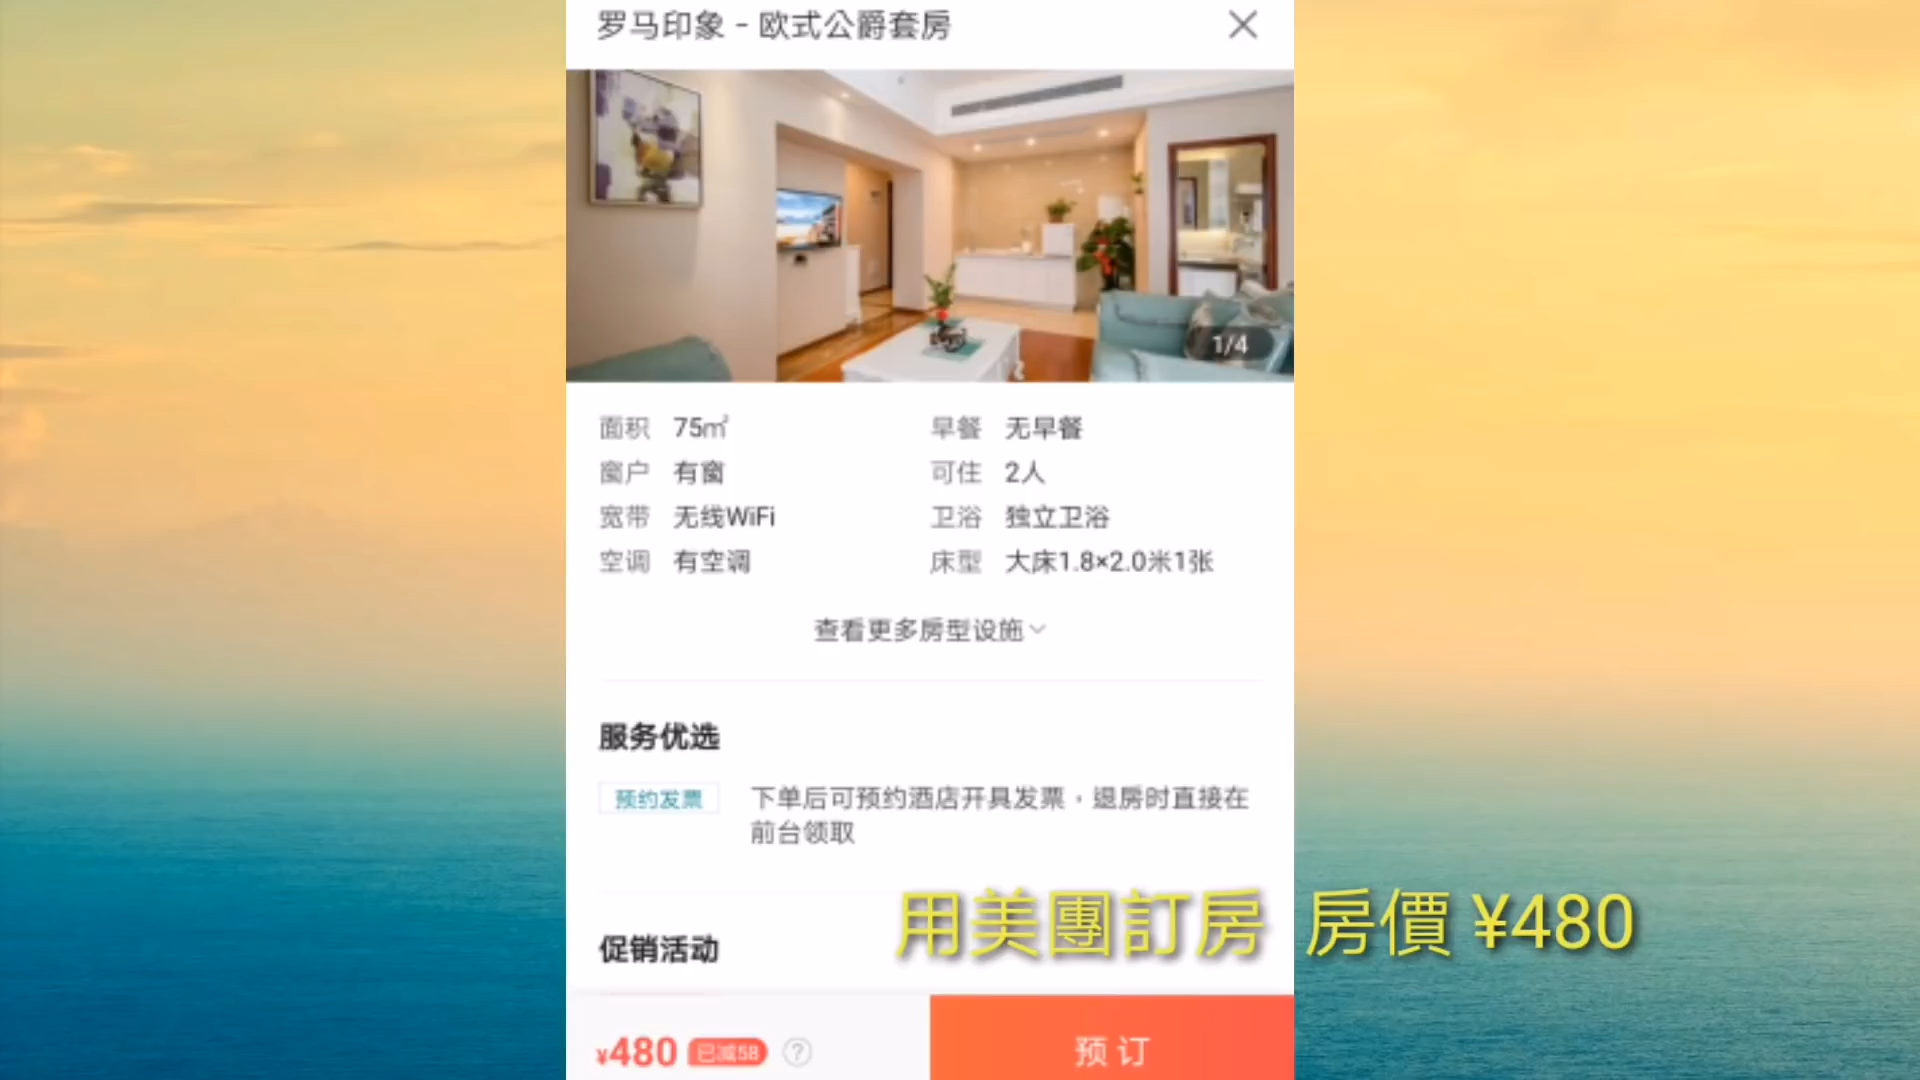 罗马印象 - 欧式公爵套房
1/4
面积 75㎡ 早餐 无早餐
窗户 有窗 可住 2人
宽带 无线WiFi 卫浴 独立卫浴
空调 有空调 床型 大床1.8×2.0米1张
查看更多房型设施
服务优选
预约发票 下单后可预约酒店开具发票，退房时直接在
前台领取
用美團訂房 房價 ¥480
促销活动
¥480 已减58 ? 预订